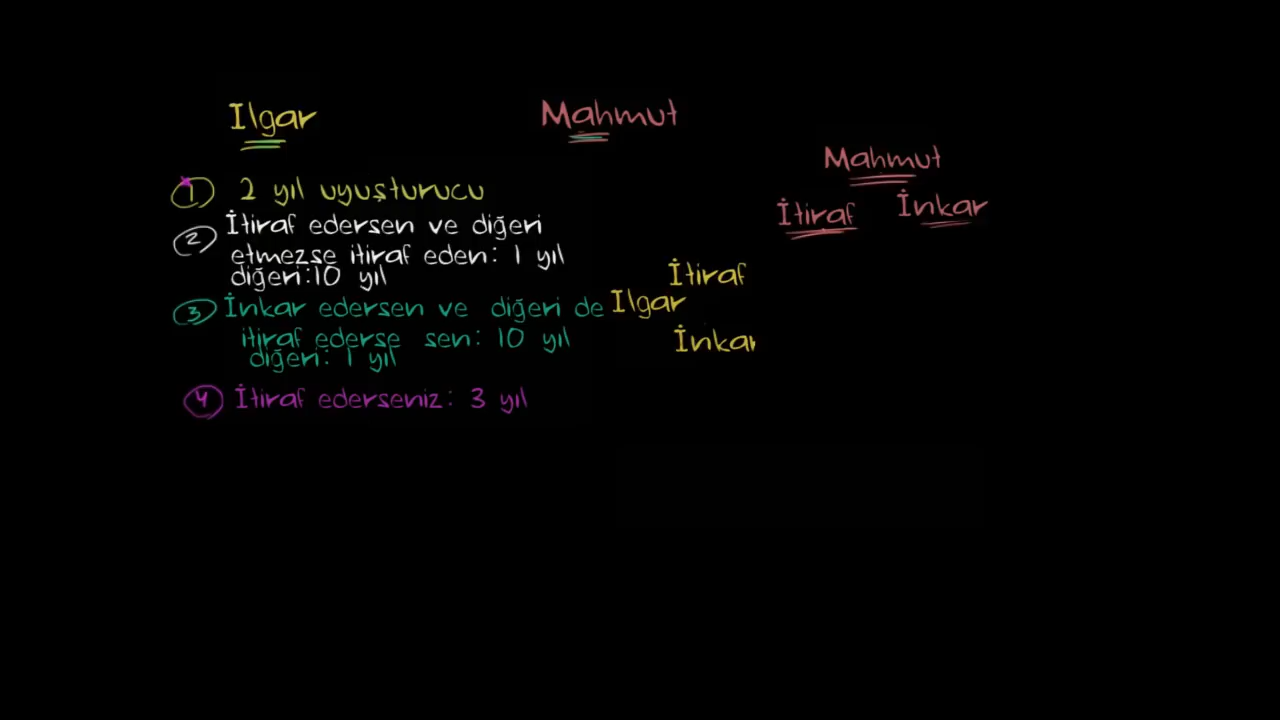 Ilgar
Mahmut
1 2 yıl uyuşturucu
2 İtiraf edersen ve diğeri
etmezse itiraf eden: 1 yıl
diğeri:10 yıl
3 İnkar edersen ve diğeri de
itiraf ederse sen: 10 yıl
diğeri: 1 yıl
4 İtiraf ederseniz: 3 yıl
Mahmut
İtiraf İnkar
İtiraf
Ilgar
İnkar